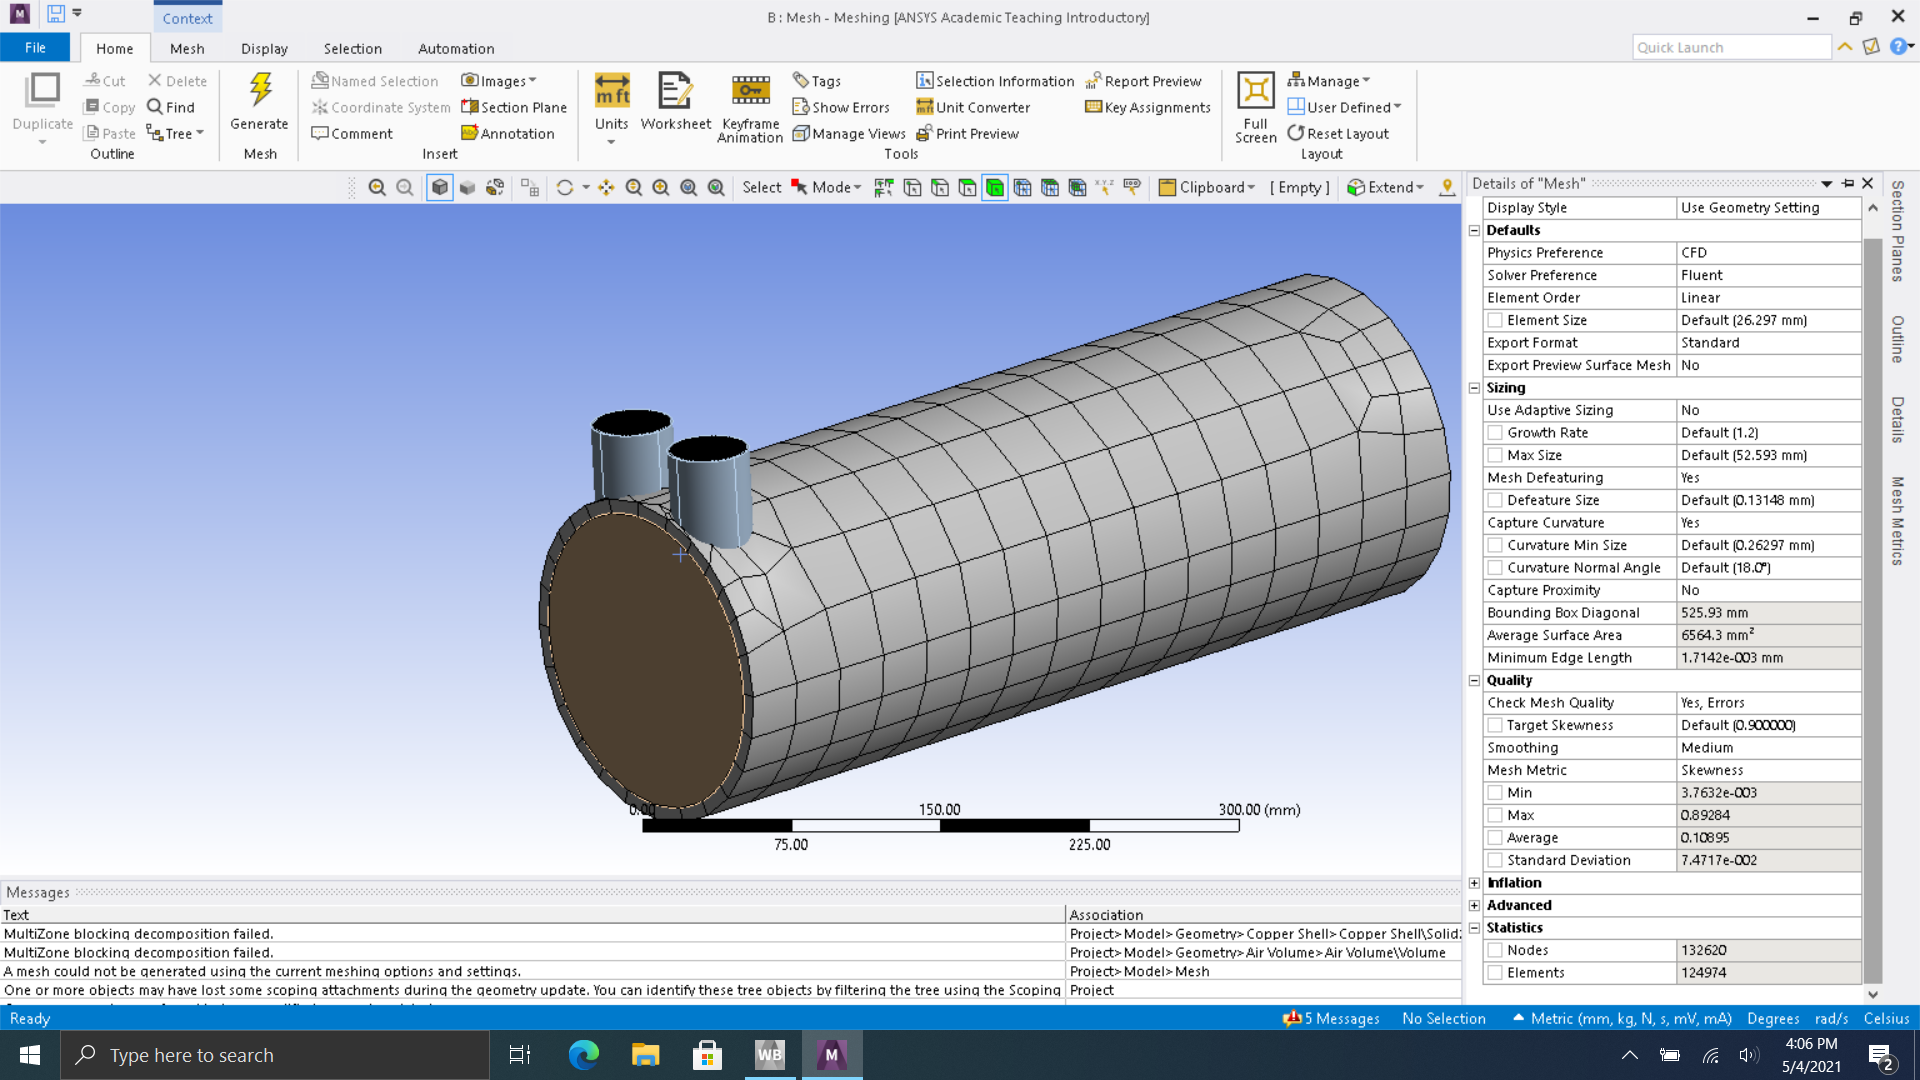 M
Context
B : Mesh - Meshing [ANSYS Academic Teaching Introductory]
File Home Mesh Display Selection Automation
Quick Launch
Duplicate
Cut
Copy
Paste
Delete
Find
Tree
Outline
Generate
Mesh
Named Selection
Coordinate System
Comment
Images
Section Plane
Annotation
Insert
Units
Worksheet
Keyframe
Animation
Tags
Show Errors
Manage Views
Selection Information
Unit Converter
Print Preview
Report Preview
Key Assignments
Tools
Full
Screen
Manage
User Defined
Reset Layout
Layout
Select Mode Clipboard [ Empty ] Extend
Details of "Mesh"
Display Style Use Geometry Setting
Defaults
Physics Preference CFD
Solver Preference Fluent
Element Order Linear
Element Size Default (26.297 mm)
Export Format Standard
Export Preview Surface Mesh No
Sizing
Use Adaptive Sizing No
Growth Rate Default (1.2)
Max Size Default (52.593 mm)
Mesh Defeaturing Yes
Defeature Size Default (0.13148 mm)
Capture Curvature Yes
Curvature Min Size Default (0.26297 mm)
Curvature Normal Angle Default (18.0°)
Capture Proximity No
Bounding Box Diagonal 525.93 mm
Average Surface Area 6564.3 mm²
Minimum Edge Length 1.7142e-003 mm
Quality
Check Mesh Quality Yes, Errors
Target Skewness Default (0.900000)
Smoothing Medium
Mesh Metric Skewness
Min 3.7632e-003
Max 0.89284
Average 0.10895
Standard Deviation 7.4717e-002
Inflation
Advanced
Statistics
Nodes 132620
Elements 124974
Section Planes
Outline
Details
Mesh Metrics
0.00 150.00 300.00 (mm)
75.00 225.00
Messages
Text Association
MultiZone blocking decomposition failed. Project>Model>Geometry>Copper Shell>Copper Shell\Solid
MultiZone blocking decomposition failed. Project>Model>Geometry>Air Volume>Air Volume\Volume
A mesh could not be generated using the current meshing options and settings. Project>Model>Mesh
One or more objects may have lost some scoping attachments during the geometry update. You can identify these tree objects by filtering the tree using the Scoping Project
Ready
5 Messages No Selection Metric (mm, kg, N, s, mV, mA) Degrees rad/s Celsius
Type here to search
WB
M
4:06 PM
5/4/2021
2